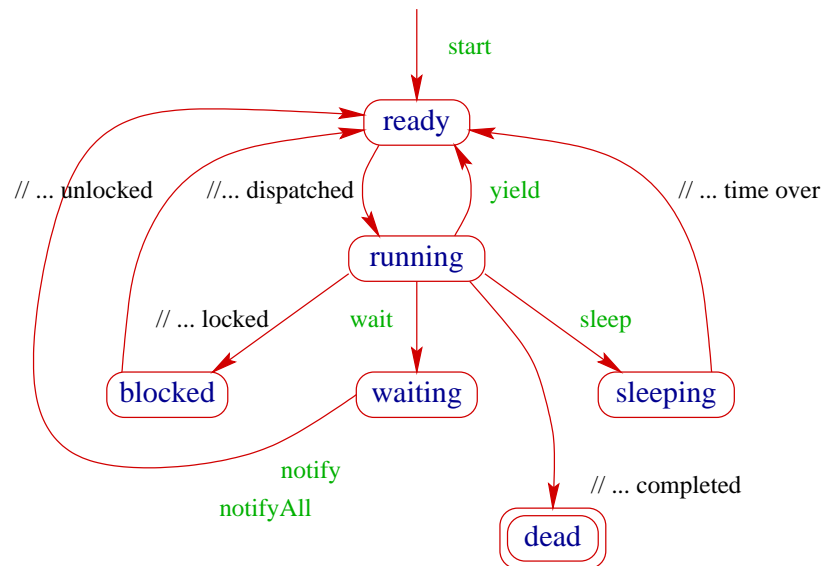 start
ready
// ... unlocked
//... dispatched
yield
// ... time over
running
// ... locked
wait
sleep
blocked
waiting
sleeping
notify
// ... completed
notifyAll
dead